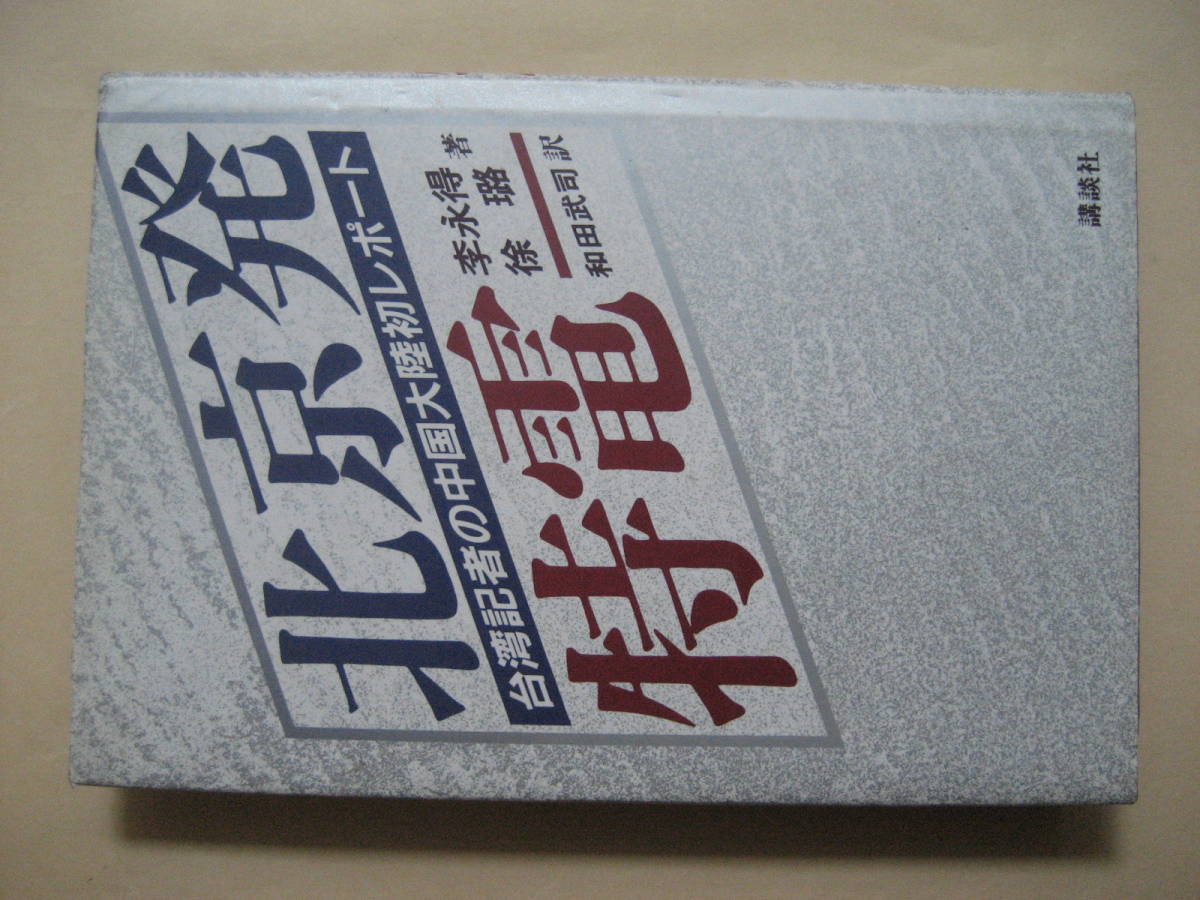 北京発
台湾記者の中国大陸初レポート
特電
李永得
徐璐 著
和田武司 訳
講談社